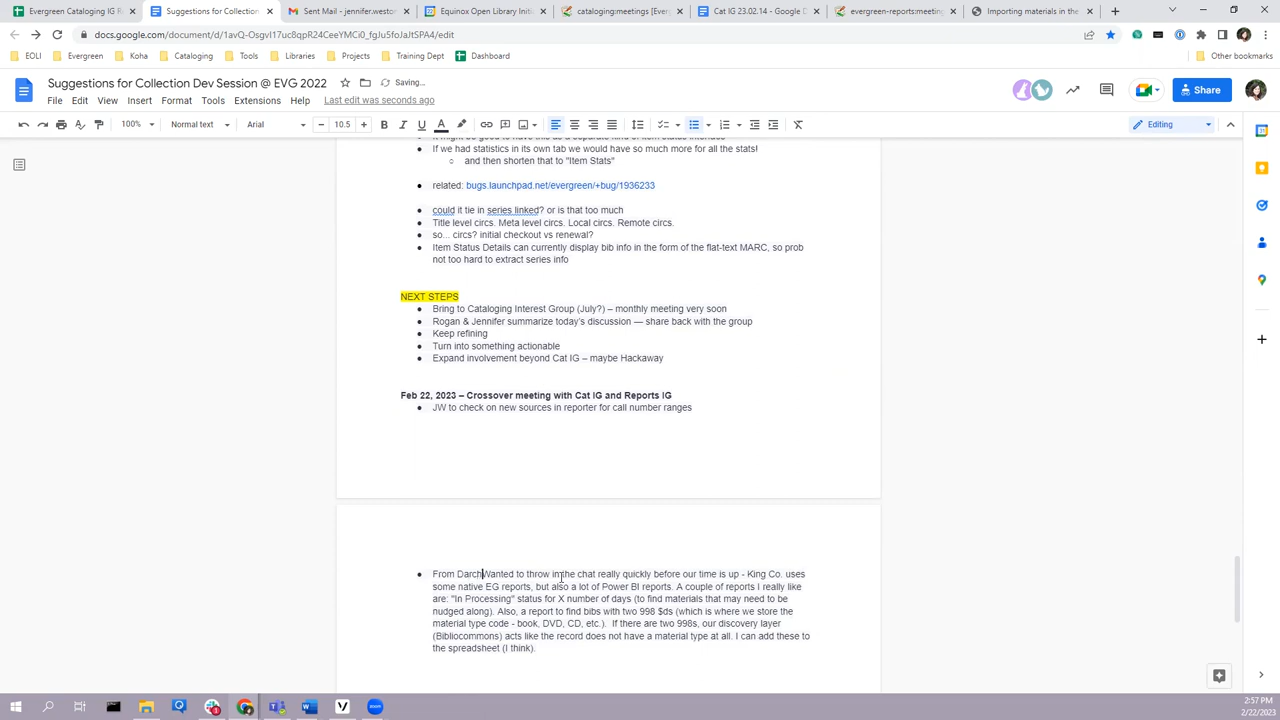 Evergreen Cataloging IG R
Suggestions for Collection Dev
Sent Mail - jennifer.weston
Equinox Open Library Initi
cataloging:meetings [Everg
Cat IG 23.02.14 - Google D
evergreen-reports:meeting
Importing materials in the
docs.google.com/document/d/1avQ-OsgvI17uc8qpR24CeeYMCi0_fgJu5foJaJtSPA4/edit
EOLI
Evergreen
Koha
Cataloging
Tools
Libraries
Projects
Training Dept
Dashboard
Other bookmarks
Suggestions for Collection Dev Session @ EVG 2022
Saving...
File Edit View Insert Format Tools Extensions Help Last edit was seconds ago
Share
100% Normal text Arial 10.5
Editing
If we had statistics in its own tab we would have so much more for all the stats!
and then shorten that to "Item Stats"
related: bugs.launchpad.net/evergreen/+bug/1936233
could it tie in series linked? or is that too much
Title level circs. Meta level circs. Local circs. Remote circs.
so... circs? initial checkout vs renewal?
Item Status Details can currently display bib info in the form of the flat-text MARC, so prob
not too hard to extract series info
NEXT STEPS
Bring to Cataloging Interest Group (July?) – monthly meeting very soon
Rogan & Jennifer summarize today's discussion — share back with the group
Keep refining
Turn into something actionable
Expand involvement beyond Cat IG – maybe Hackaway
Feb 22, 2023 – Crossover meeting with Cat IG and Reports IG
JW to check on new sources in reporter for call number ranges
From DarchWanted to throw in the chat really quickly before our time is up - King Co. uses
some native EG reports, but also a lot of Power BI reports. A couple of reports I really like
are: "In Processing" status for X number of days (to find materials that may need to be
nudged along). Also, a report to find bibs with two 998 $ds (which is where we store the
material type code - book, DVD, CD, etc.). If there are two 998s, our discovery layer
(Bibliocommons) acts like the record does not have a material type at all. I can add these to
the spreadsheet (I think).
2:57 PM
2/22/2023